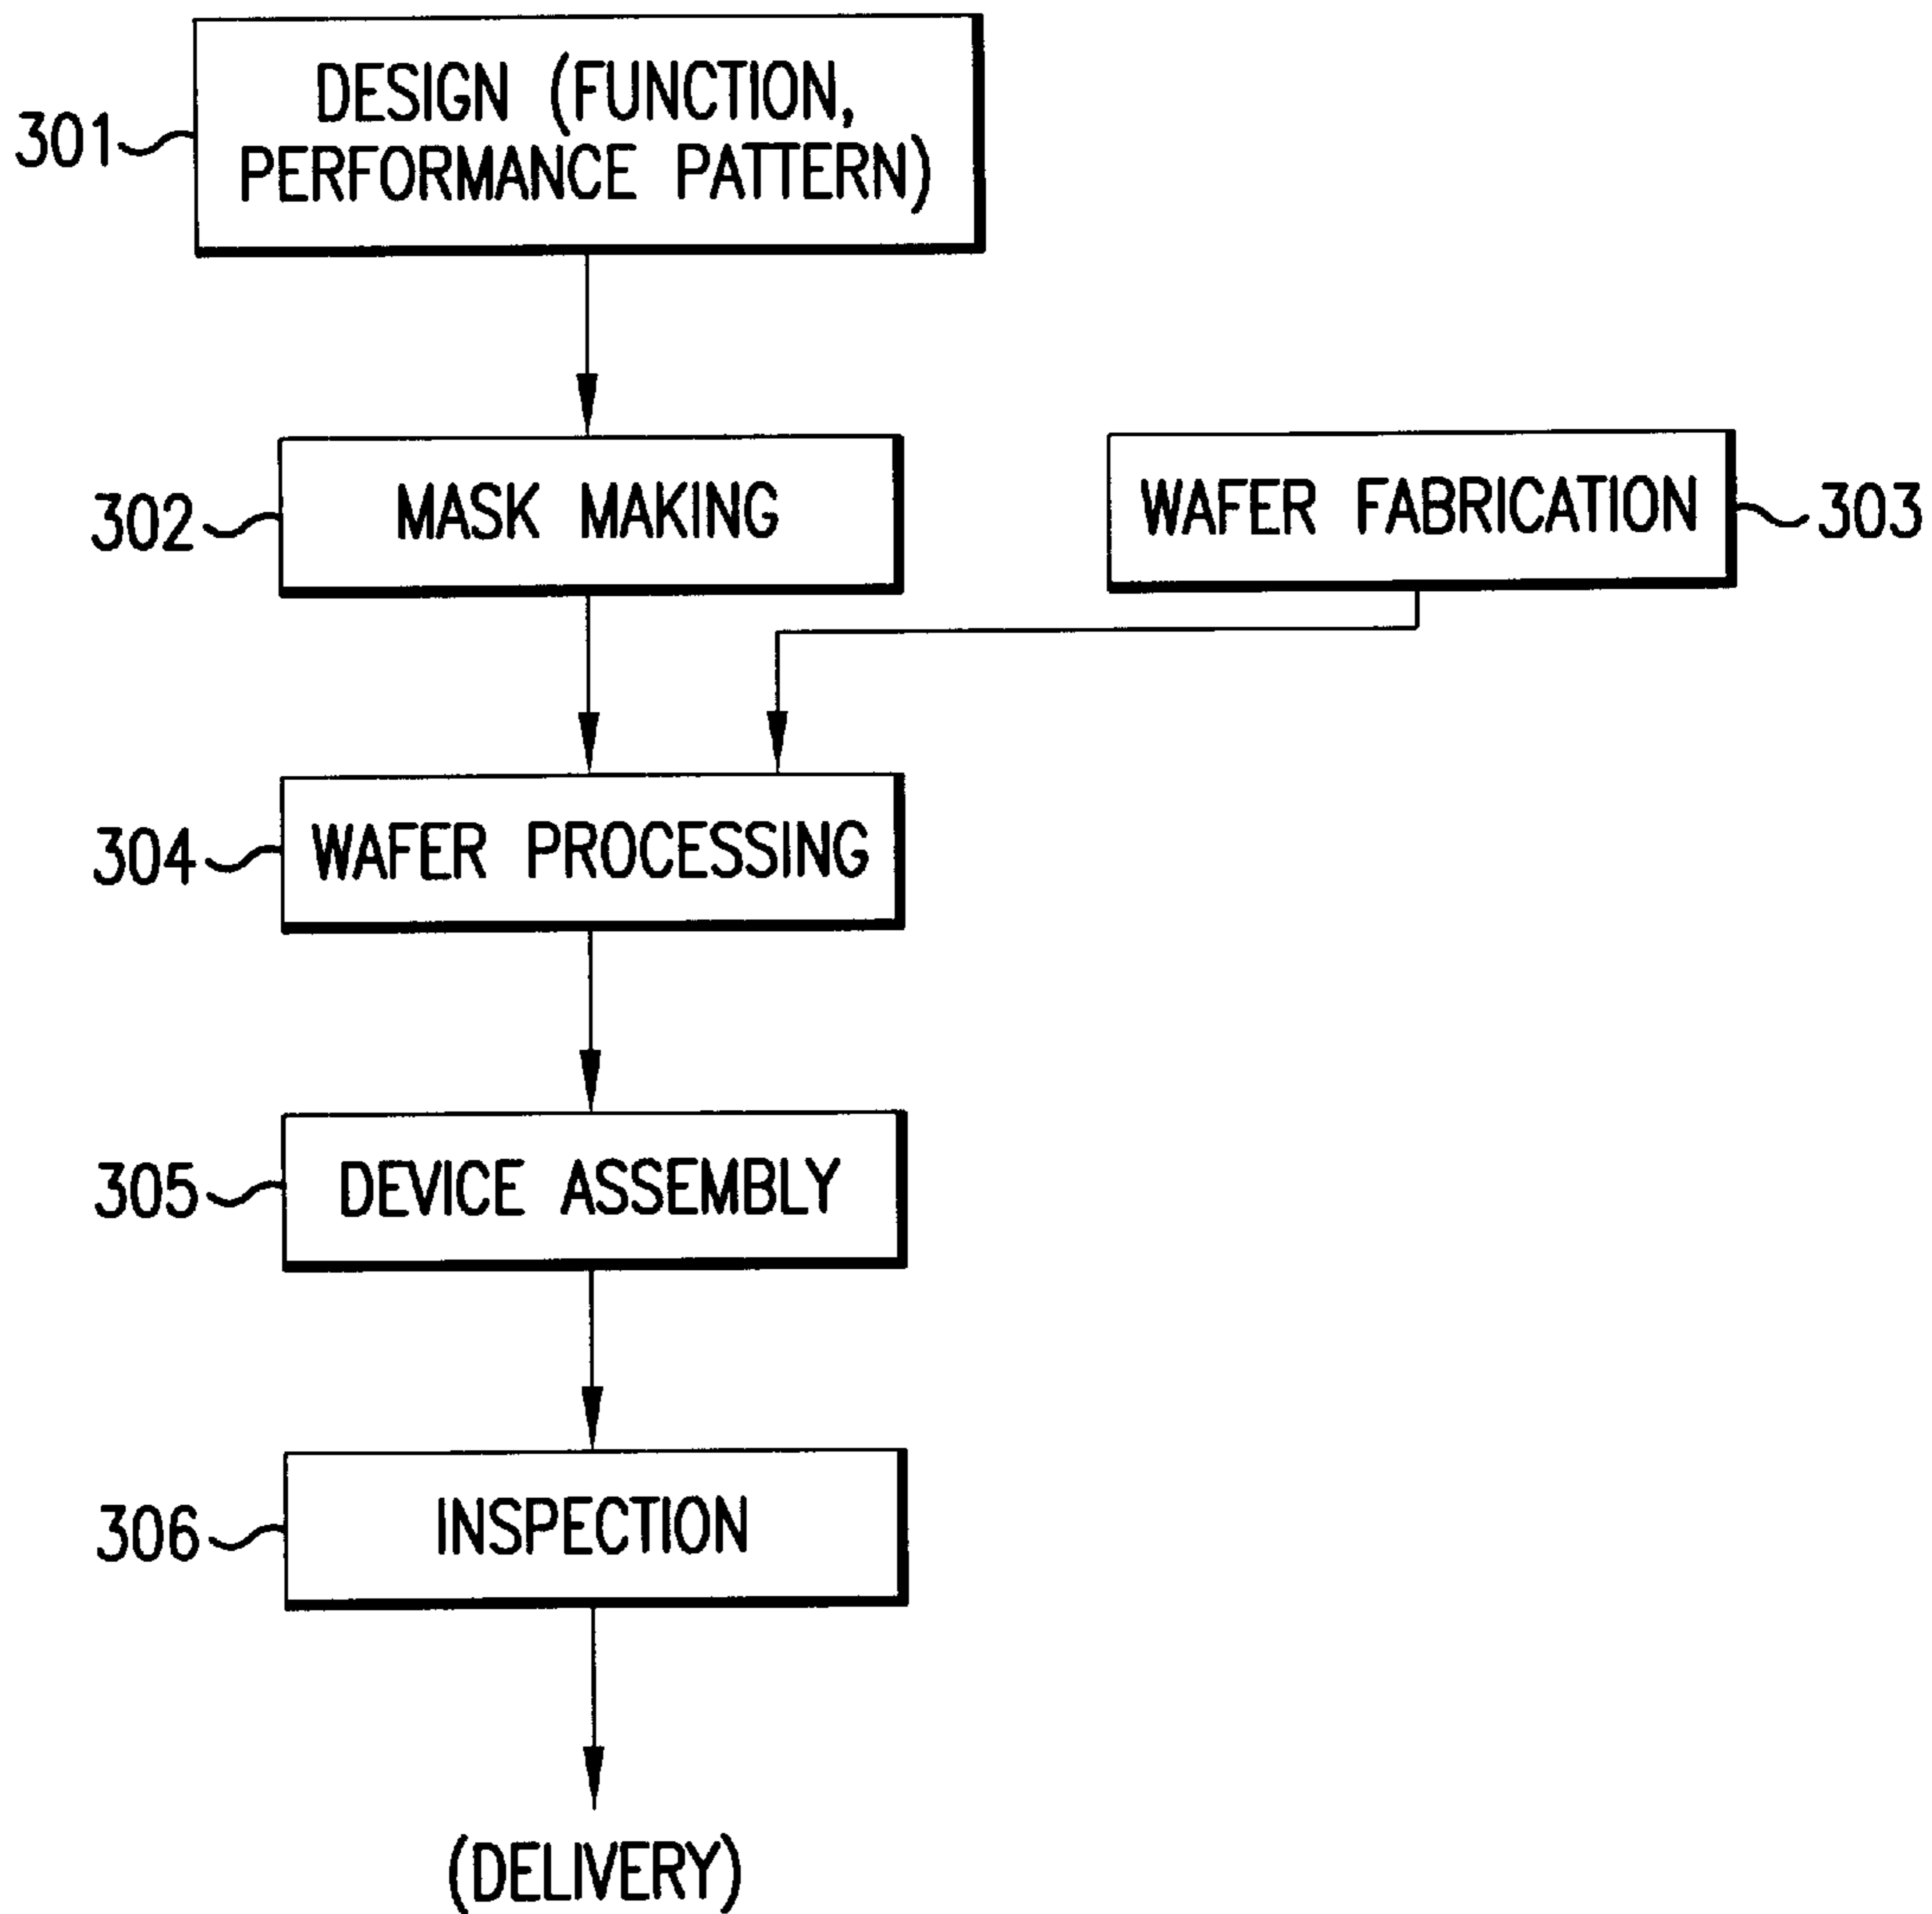 DESIGN (FUNCTION,
PERFORMANCE PATTERN)
301
MASK MAKING
302
WAFER FABRICATION
303
WAFER PROCESSING
304
DEVICE ASSEMBLY
305
INSPECTION
306
(DELIVERY)